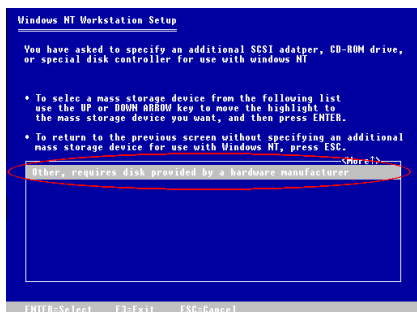 Windows NT Workstation Setup
You have asked to specify an additional SCSI adatper, CD-ROM drive,
or special disk controller for use with windows NT
• To selec a mass storage device from the following list
use the UP or DOWN ARROW key to move the highlight to
the mass storage device you want, and then press ENTER.
• To return to the previous screen without specifying an additional
mass storage device for use with Windows NT, press ESC.
<More↑>
Other, requires disk provided by a hardware manufacturer
ENTER=Select F3=Exit ESC=Cancel